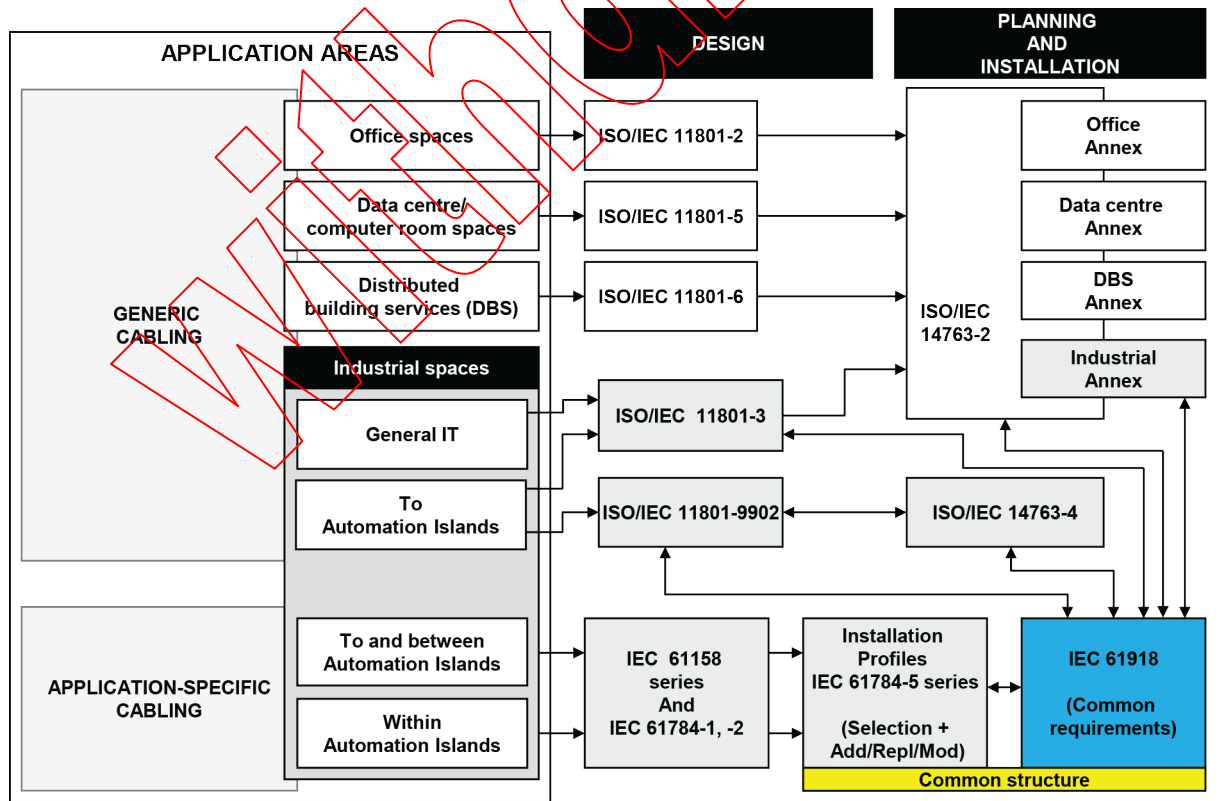 APPLICATION AREAS
DESIGN
PLANNING
AND
INSTALLATION
GENERIC
CABLING
Office spaces
ISO/IEC 11801-2
Office
Annex
Data centre/
computer room spaces
ISO/IEC 11801-5
Data centre
Annex
Distributed
building services (DBS)
ISO/IEC 11801-6
DBS
Annex
ISO/IEC
14763-2
Industrial spaces
Industrial
Annex
General IT
ISO/IEC 11801-3
To
Automation Islands
ISO/IEC 11801-9902
ISO/IEC 14763-4
APPLICATION-SPECIFIC
CABLING
To and between
Automation Islands
Within
Automation Islands
IEC 61158
series
And
IEC 61784-1, -2
Installation
Profiles
IEC 61784-5 series
(Selection +
Add/Repl/Mod)
IEC 61918
(Common
requirements)
Common structure